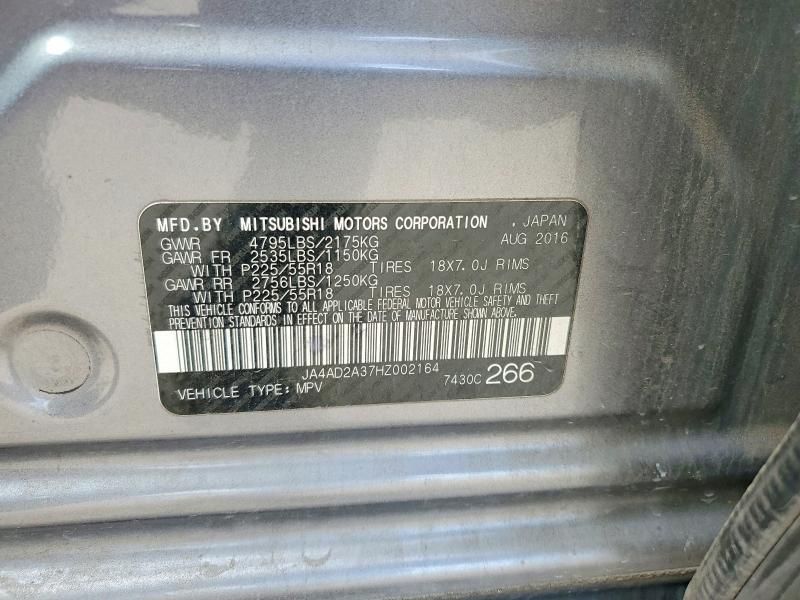 MFD.BY MITSUBISHI MOTORS CORPORATION , JAPAN
GVWR 4795LBS/2175KG AUG 2016
GAWR FR 2535LBS/1150KG
WITH P225/55R18 TIRES 18X7.0J RIMS
GAWR RR 2756LBS/1250KG
WITH P225/55R18 TIRES 18X7.0J RIMS
THIS VEHICLE CONFORMS TO ALL APPLICABLE FEDERAL MOTOR VEHICLE SAFETY AND THEFT
PREVENTION STANDARDS IN EFFECT ON THE DATE OF MANUFACTURE SHOWN ABOVE.
JA4AD2A37HZ002164
VEHICLE TYPE: MPV 7430C 266